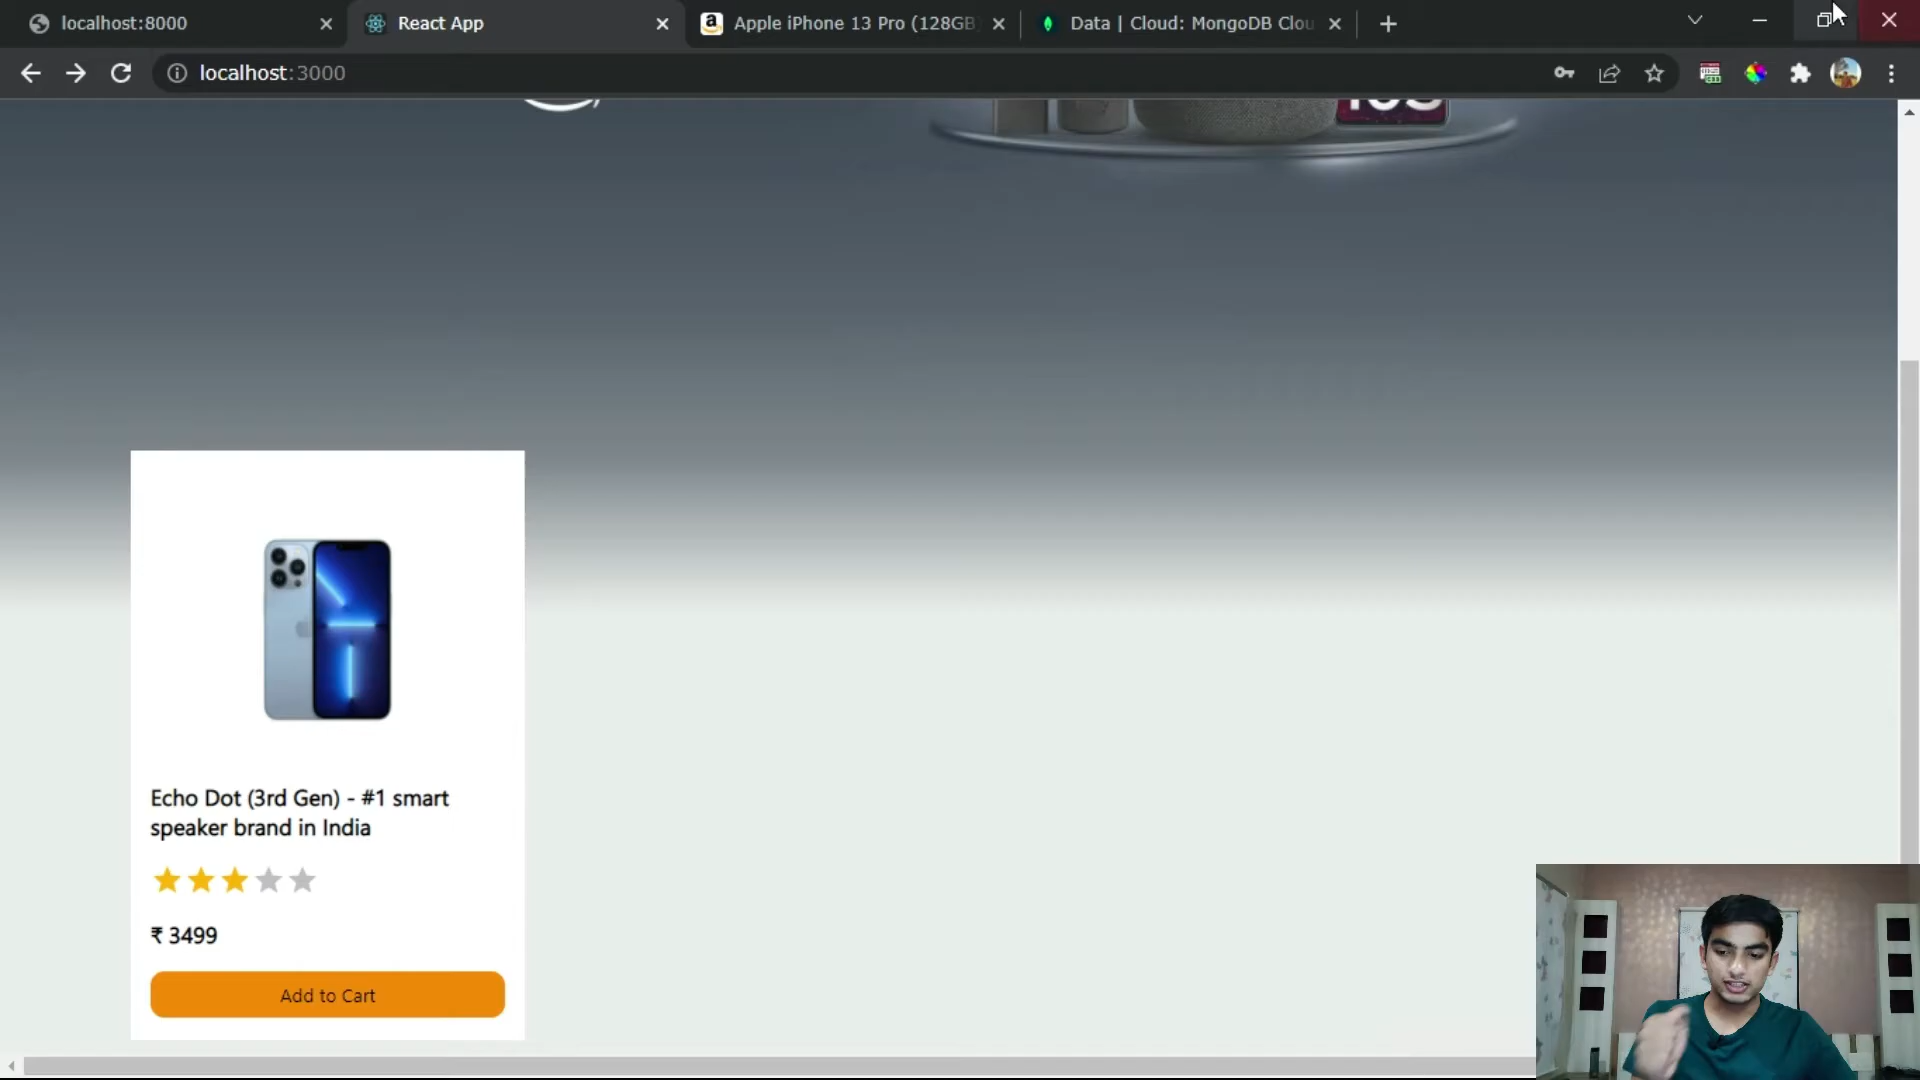 localhost:8000
React App
Apple iPhone 13 Pro (128GB
Data | Cloud: MongoDB Clou
localhost:3000
Echo Dot (3rd Gen) - #1 smart
speaker brand in India
₹ 3499
Add to Cart